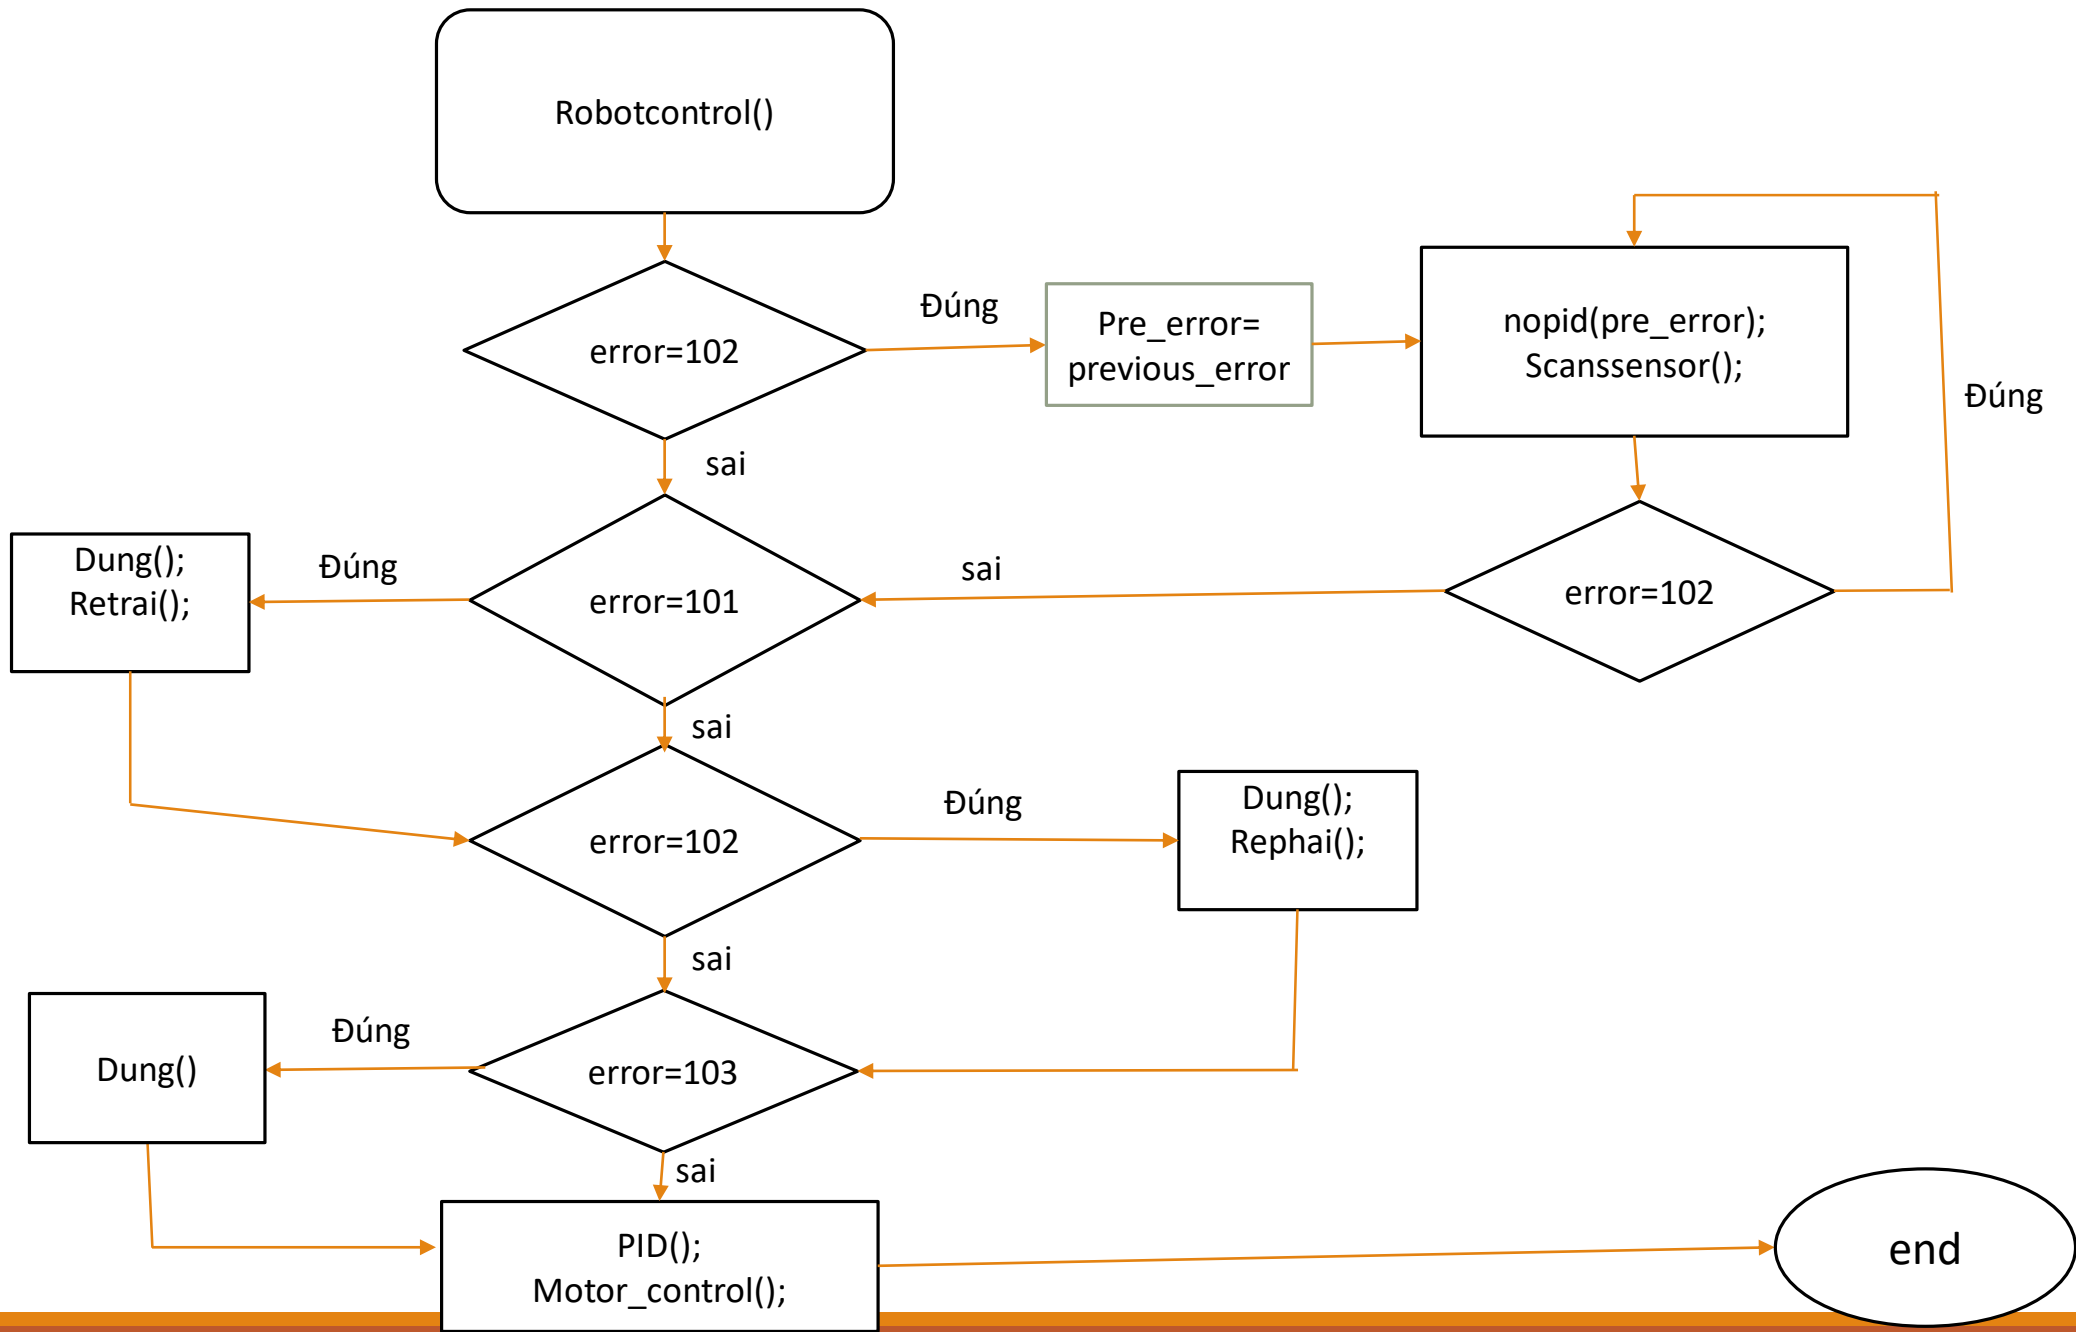 Robotcontrol()
error=102
Đúng
Pre_error=
previous_error
nopid(pre_error);
Scanssensor();
Đúng
sai
Dung();
Retrai();
Đúng
error=101
sai
error=102
sai
error=102
Đúng
Dung();
Rephai();
sai
Dung()
Đúng
error=103
sai
PID();
Motor_control();
end